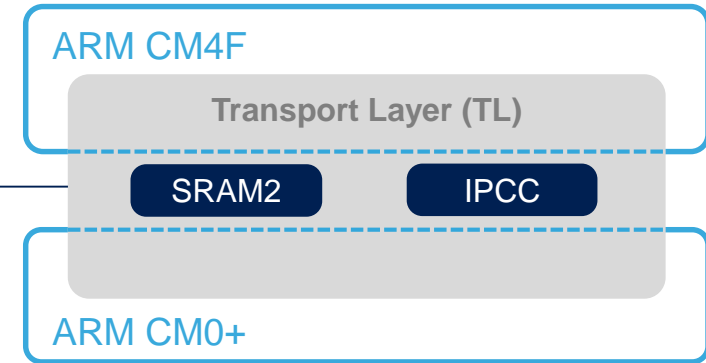 ARM CM4F
Transport Layer (TL)
SRAM2 IPCC
ARM CM0+